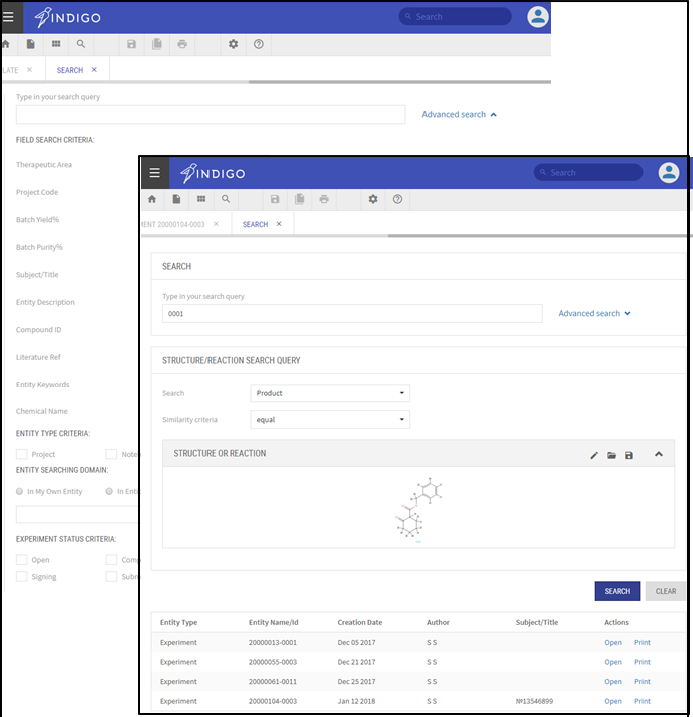 INDIGO
Search
LATE ×
SEARCH ×
Type in your search query
Advanced search
FIELD SEARCH CRITERIA:
Therapeutic Area
Project Code
Batch Yield%
Batch Purity%
Subject/Title
Entity Description
Compound ID
Literature Ref
Entity Keywords
Chemical Name
ENTITY TYPE CRITERIA:
Project
Note
ENTITY SEARCHING DOMAIN:
In My Own Entity
In Enti
EXPERIMENT STATUS CRITERIA:
Open
Comp
Signing
Subm
INDIGO
Search
MENT 20000104-0003 ×
SEARCH ×
SEARCH
Type in your search query
0001
Advanced search
STRUCTURE/REACTION SEARCH QUERY
Search
Product
Similarity criteria
equal
STRUCTURE OR REACTION
SEARCH
CLEAR
Entity Type Entity Name/Id Creation Date Author Subject/Title Actions
Experiment 20000013-0001 Dec 05 2017 S S Open Print
Experiment 20000055-0003 Dec 21 2017 S S Open Print
Experiment 20000061-0011 Dec 25 2017 S S Open Print
Experiment 20000104-0003 Jan 12 2018 S S №13546899 Open Print